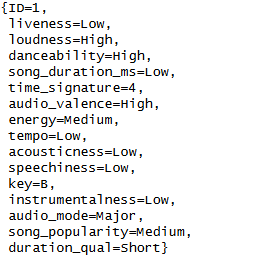 {ID=1,
liveness=Low,
loudness=High,
danceability=High,
song_duration_ms=Low,
time_signature=4,
audio_valence=High,
energy=Medium,
tempo=Low,
acousticness=Low,
speechiness=Low,
key=B,
instrumentalness=Low,
audio_mode=Major,
song_popularity=Medium,
duration_qual=Short}